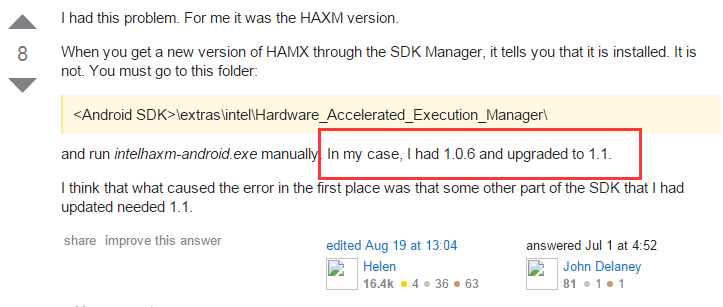 I had this problem. For me it was the HAXM version.
8
When you get a new version of HAMX through the SDK Manager, it tells you that it is installed. It is
not. You must go to this folder:
<Android SDK>\extras\intel\Hardware_Accelerated_Execution_Manager\
and run intelhaxm-android.exe manually. In my case, I had 1.0.6 and upgraded to 1.1.
I think that what caused the error in the first place was that some other part of the SDK that I had
updated needed 1.1.
share improve this answer
edited Aug 19 at 13:04
Helen
16.4k 4 36 63
answered Jul 1 at 4:52
John Delaney
81 1 1